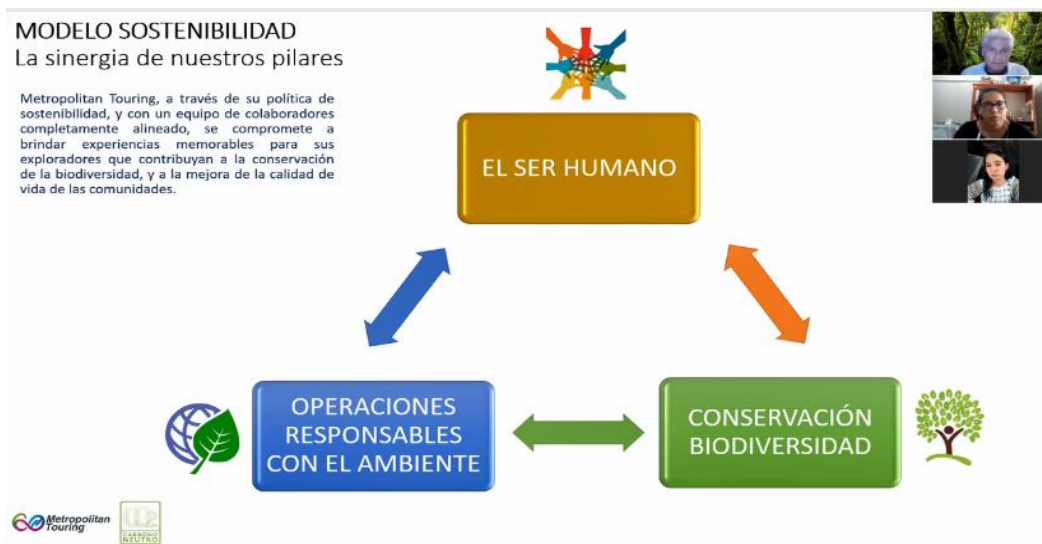 MODELO SOSTENIBILIDAD
La sinergia de nuestros pilares
Metropolitan Touring, a través de su política de
sostenibilidad, y con un equipo de colaboradores
completamente alineado, se compromete a
brindar experiencias memorables para sus
exploradores que contribuyan a la conservación
de la biodiversidad, y a la mejora de la calidad de
vida de las comunidades.
EL SER HUMANO
OPERACIONES
RESPONSABLES
CON EL AMBIENTE
CONSERVACIÓN
BIODIVERSIDAD
Metropolitan
Touring
CO2
CARBONO
NEUTRO